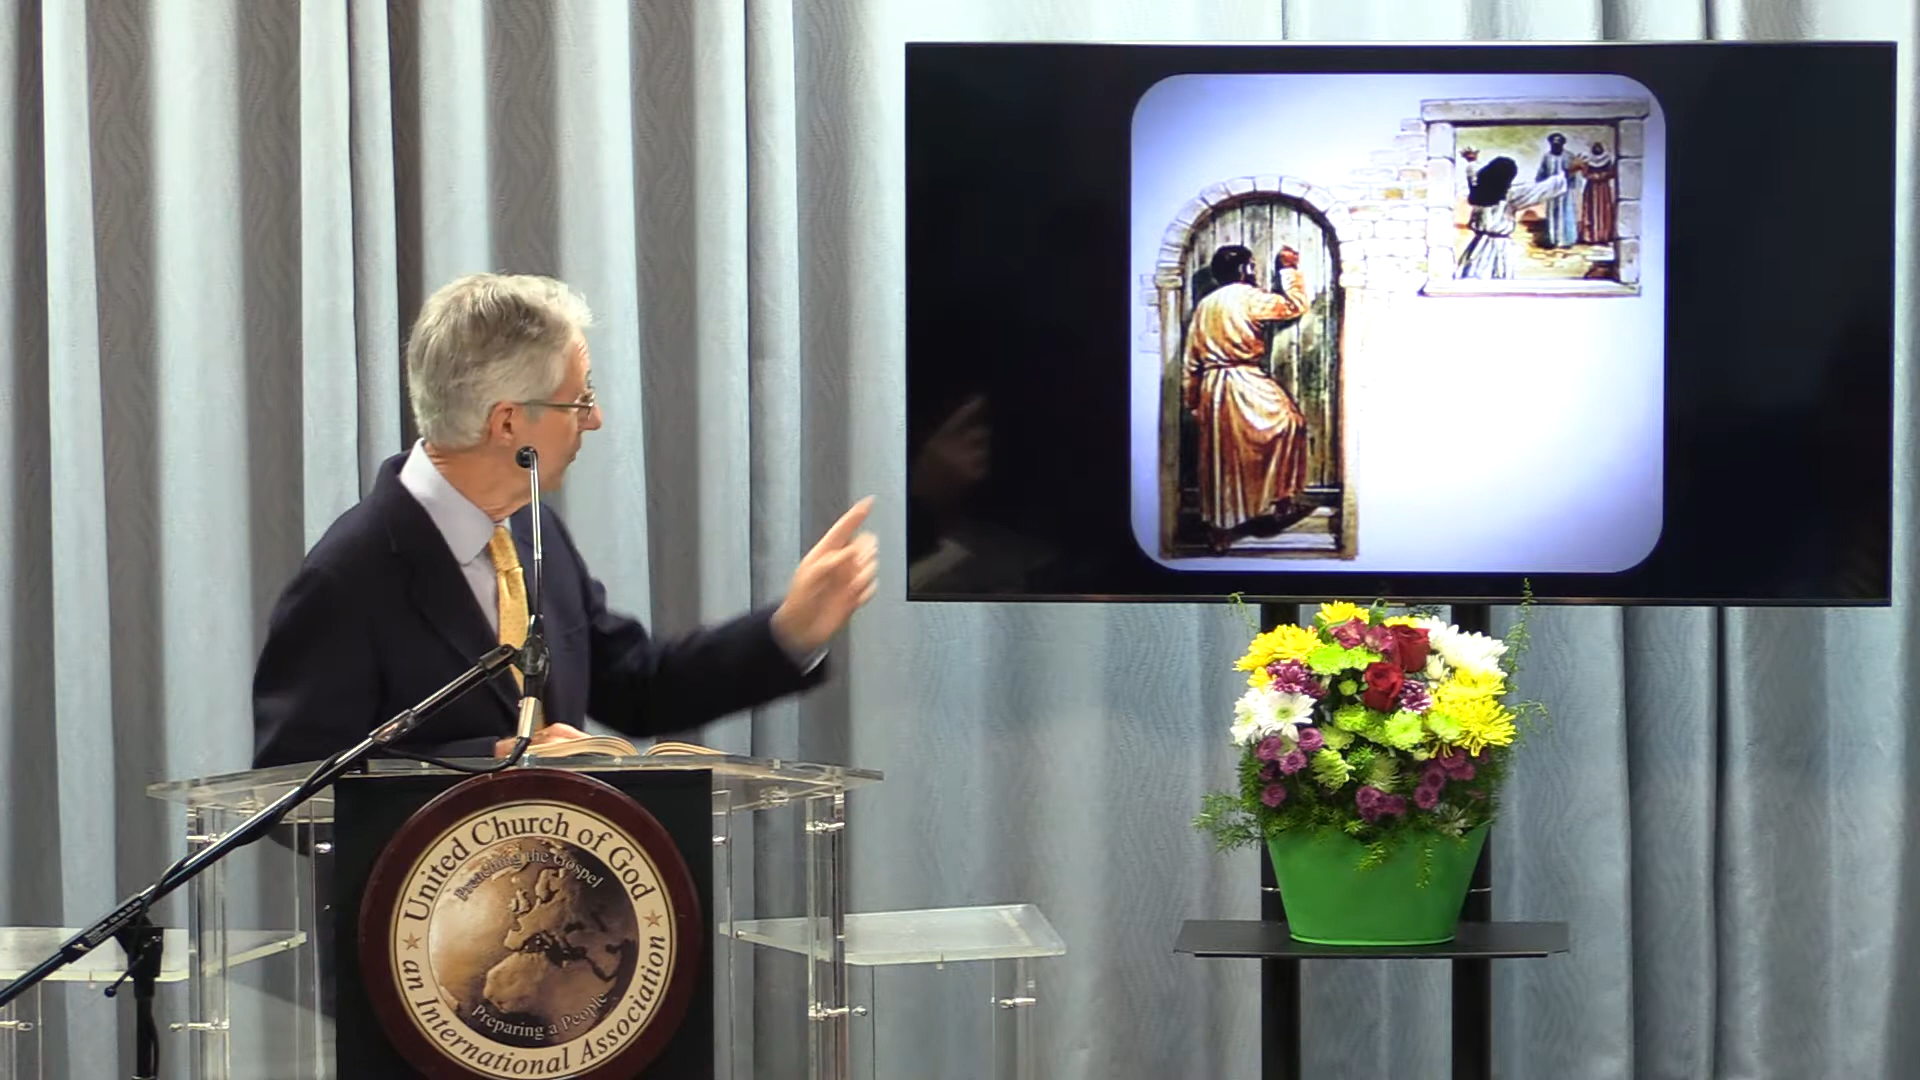 United Church of God
Preaching the Gospel
Preparing a People
an International Association